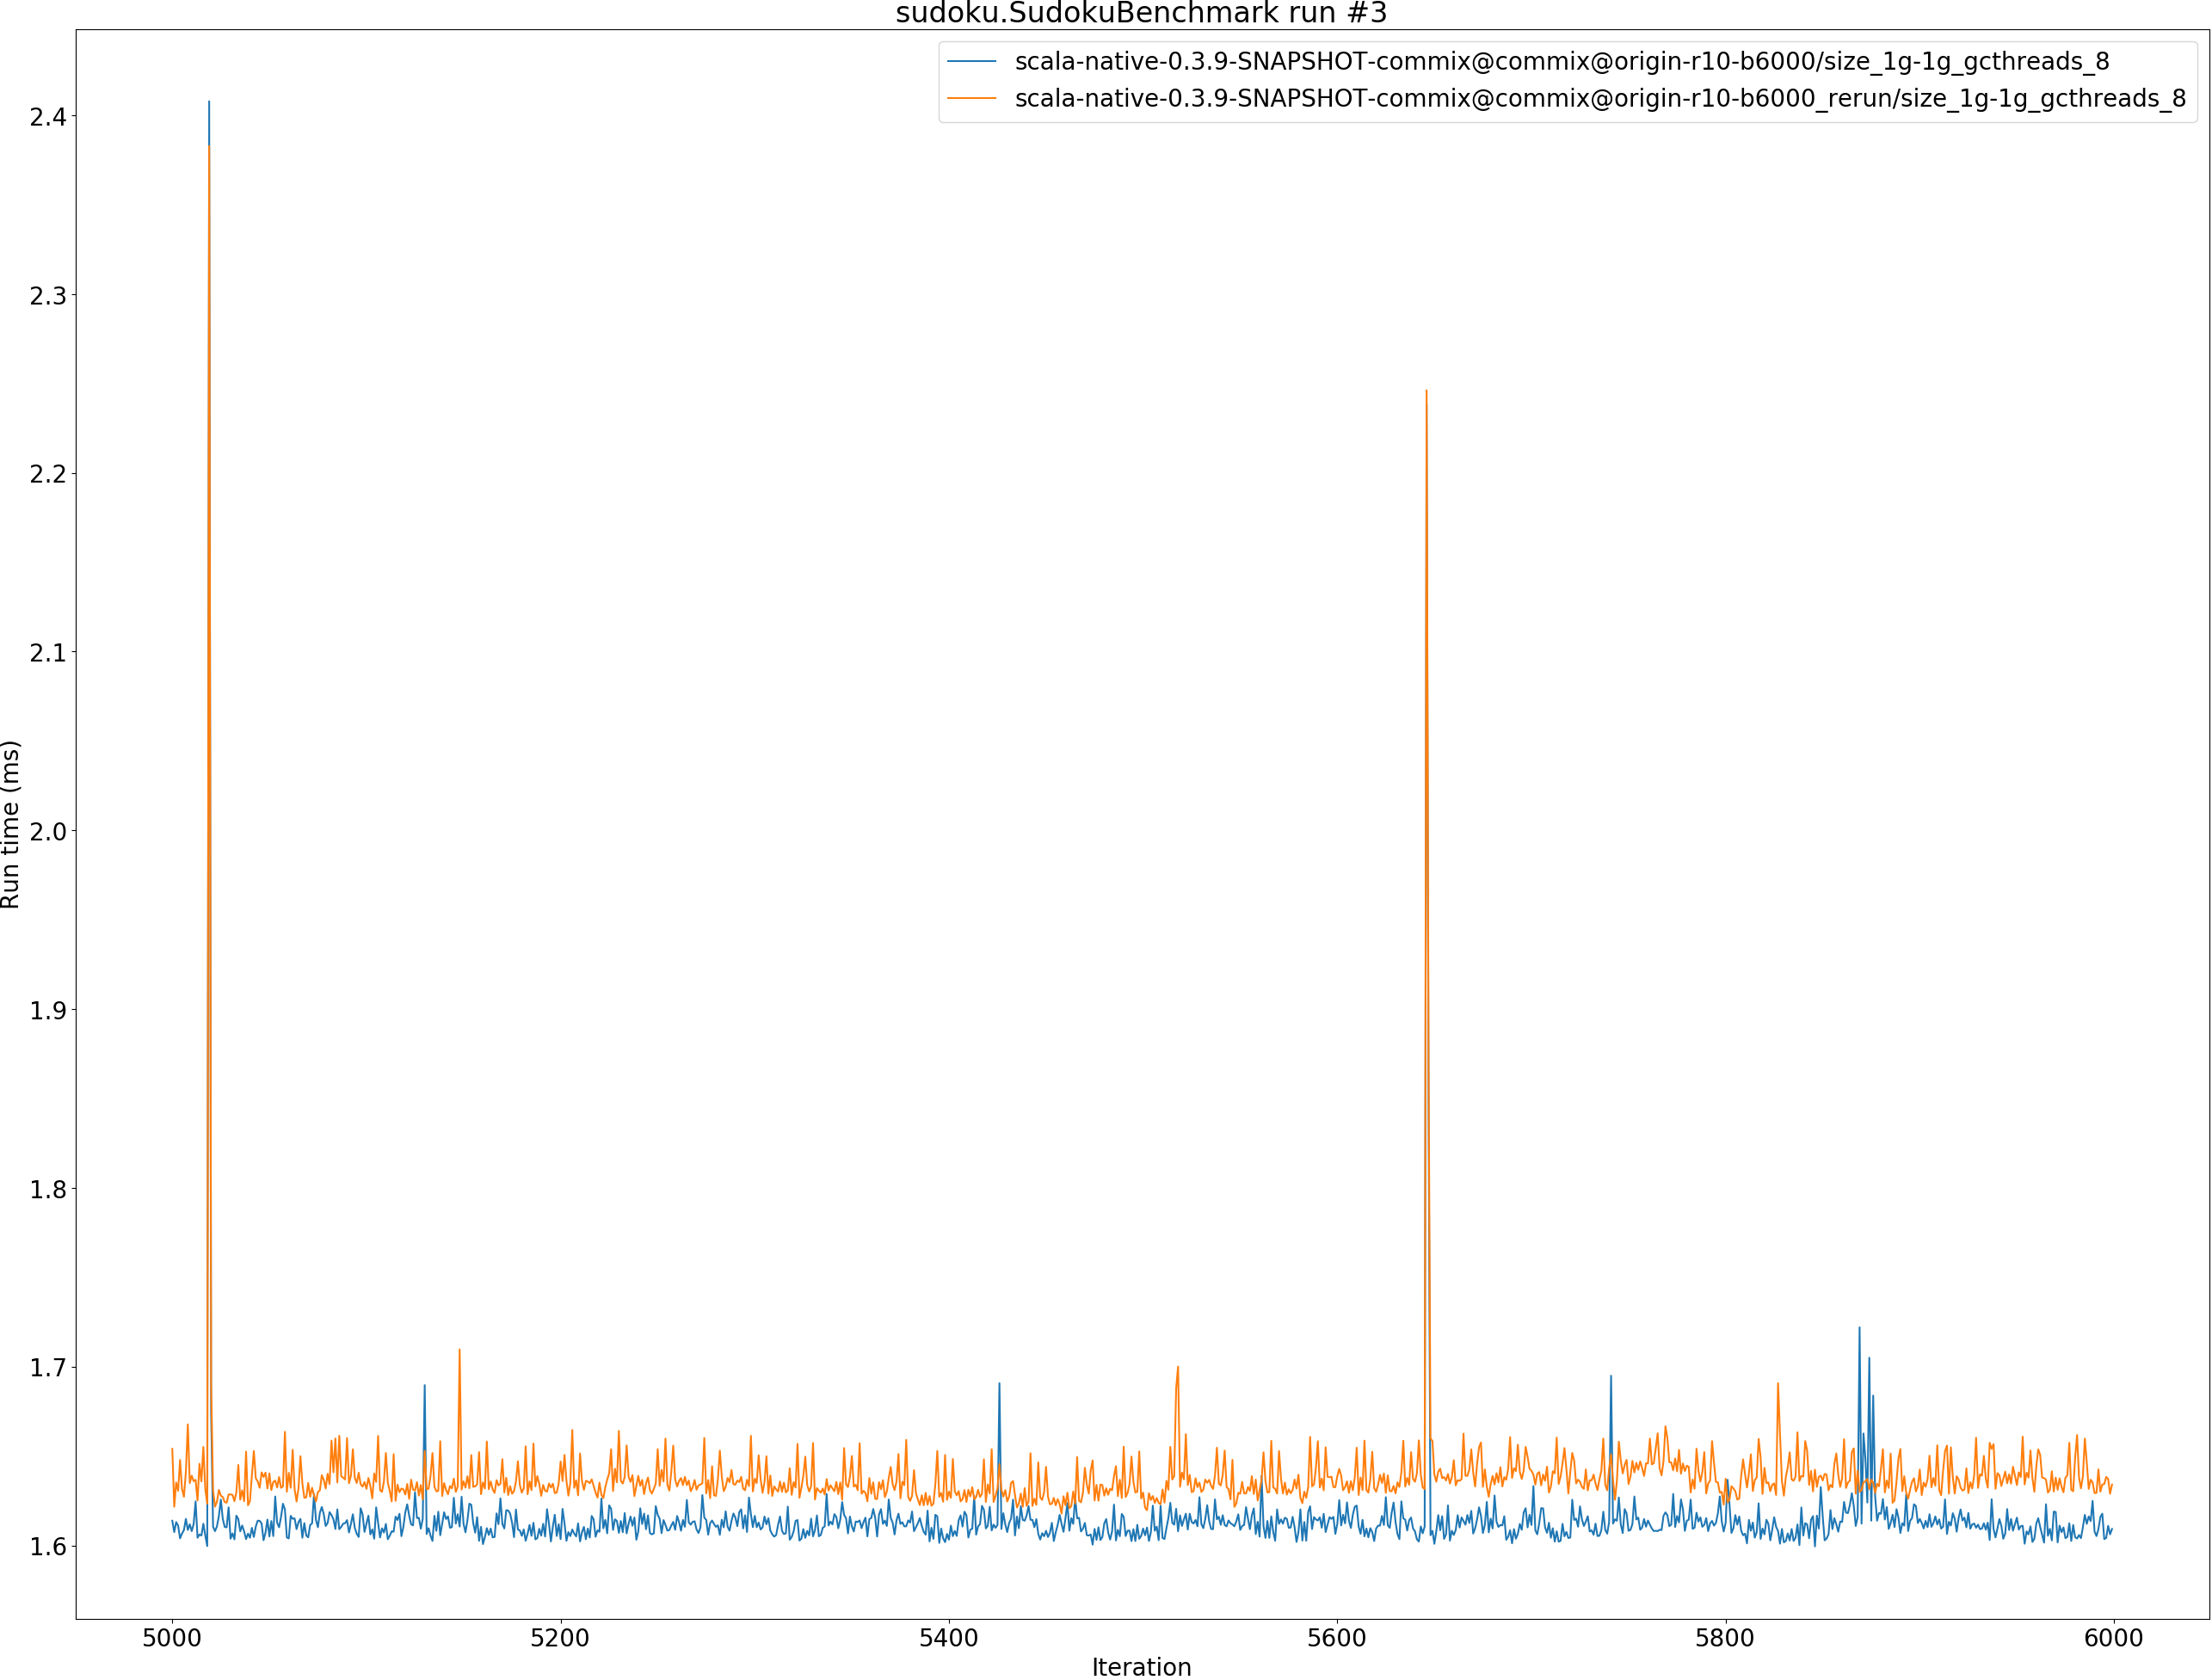 sudoku.SudokuBenchmark run #3
scala-native-0.3.9-SNAPSHOT-commix@commix@origin-r10-b6000/size_1g-1g_gcthreads_8
scala-native-0.3.9-SNAPSHOT-commix@commix@origin-r10-b6000_rerun/size_1g-1g_gcthreads_8
Run time (ms)
2.4
2.3
2.2
2.1
2.0
1.9
1.8
1.7
1.6
5000 5200 5400 5600 5800 6000
Iteration